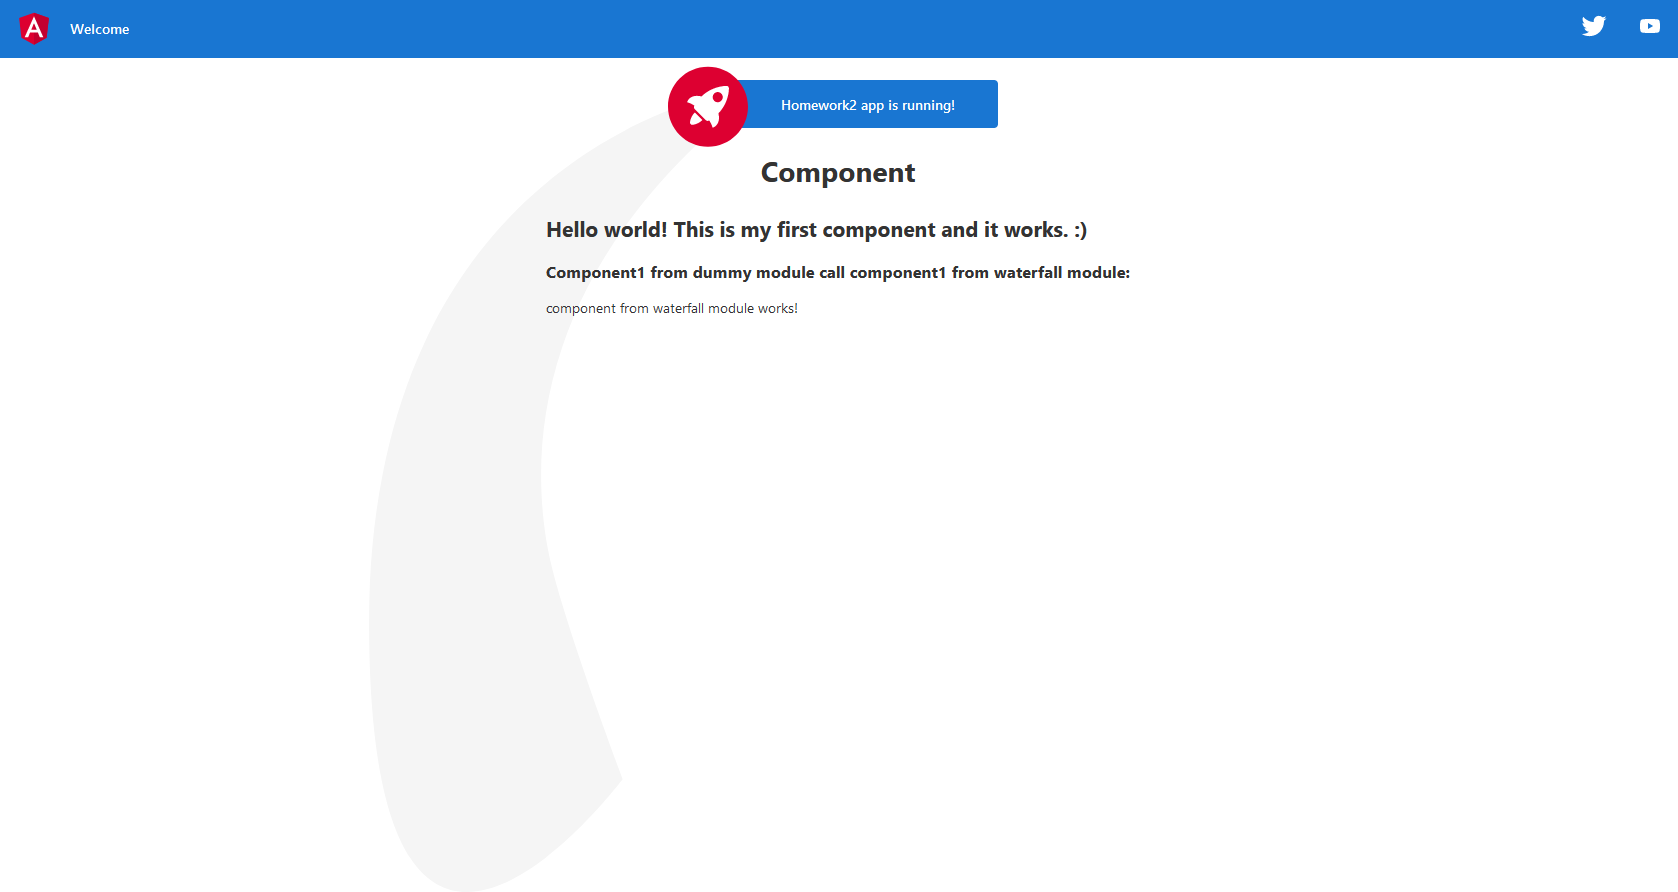 Welcome
Homework2 app is running!
Component
Hello world! This is my first component and it works. :)
Component1 from dummy module call component1 from waterfall module:
component from waterfall module works!